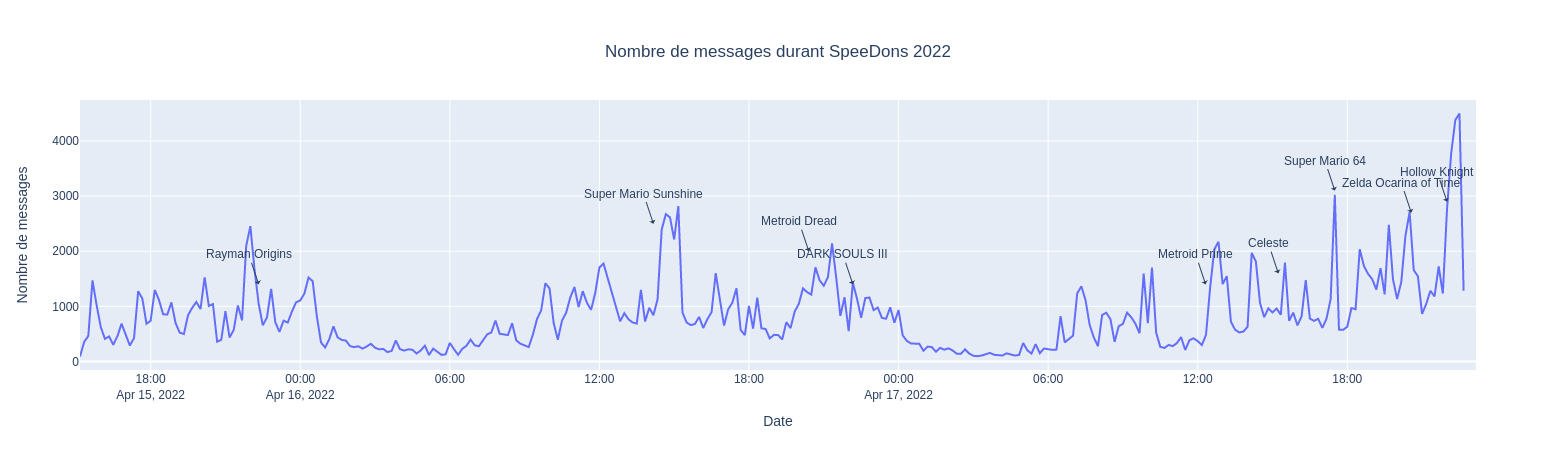 Nombre de messages durant SpeeDons 2022
Nombre de messages
4000
3000
2000
1000
0
Super Mario 64
Hollow Knight
Zelda Ocarina of Time
Super Mario Sunshine
Metroid Dread
Celeste
Rayman Origins
DARK SOULS III
Metroid Prime
18:00
00:00
06:00
12:00
18:00
00:00
06:00
12:00
18:00
Apr 15, 2022
Apr 16, 2022
Apr 17, 2022
Date